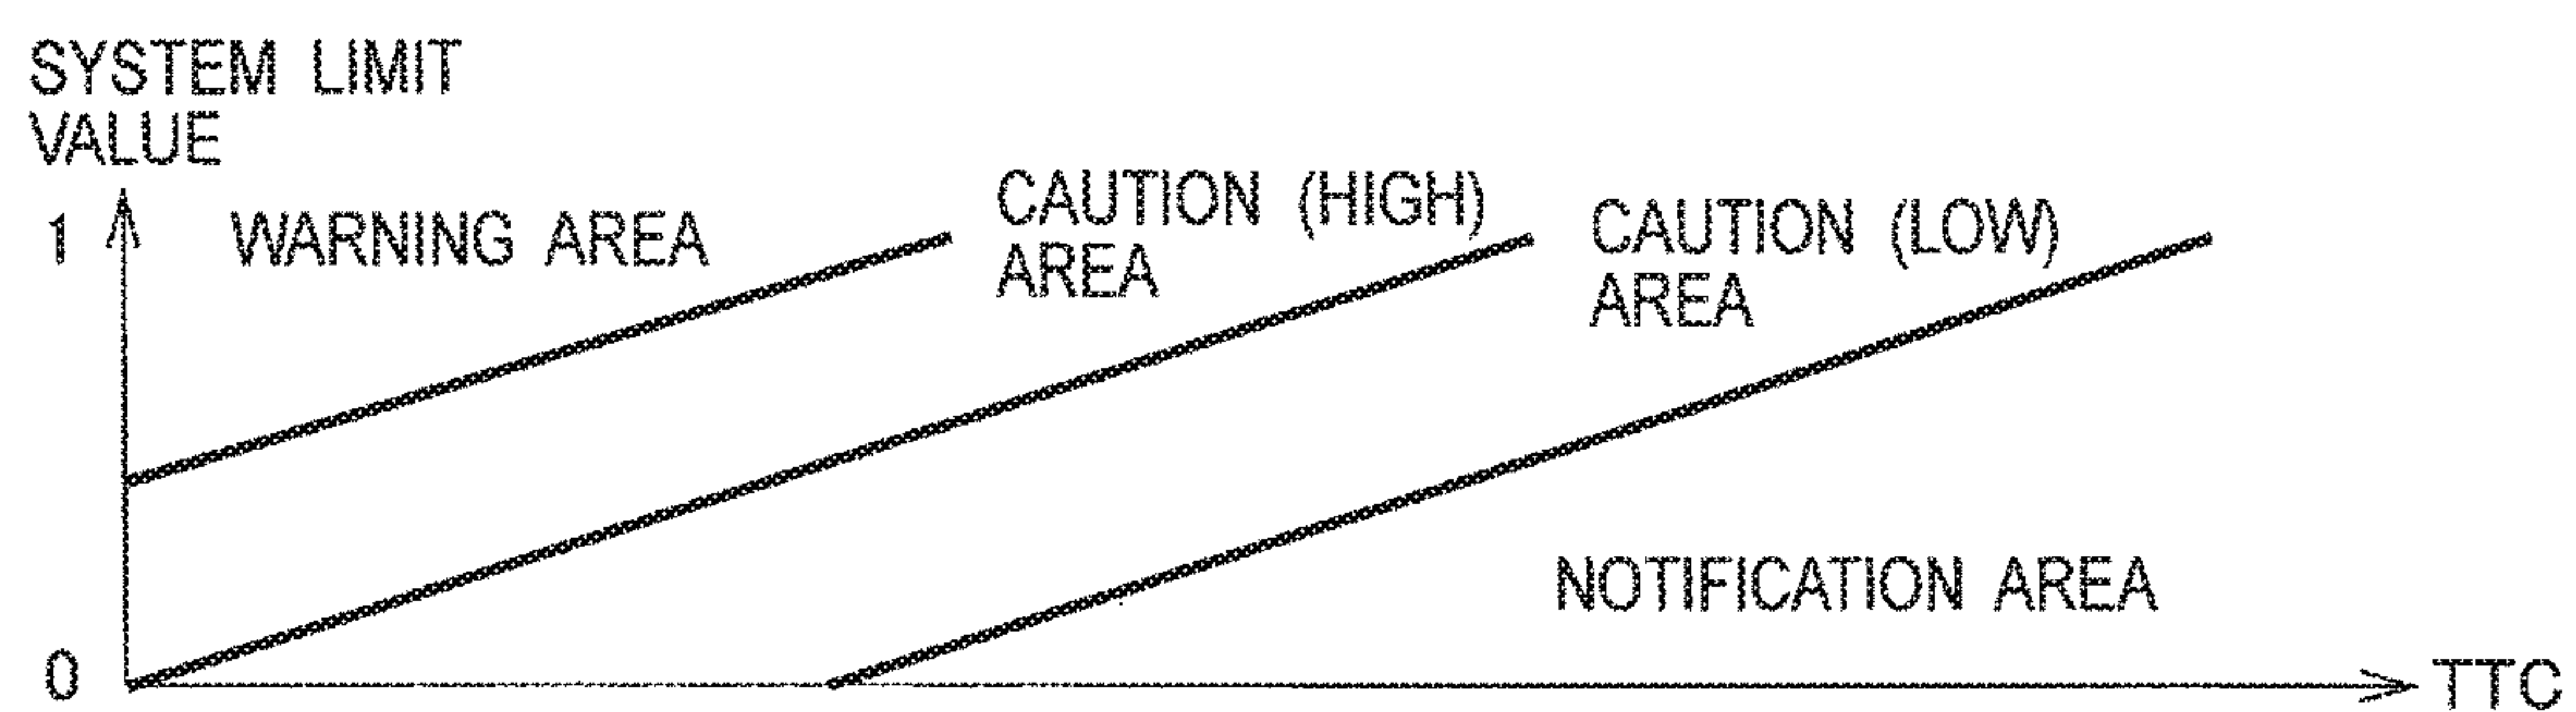 SYSTEM LIMIT
VALUE
1
WARNING AREA
CAUTION (HIGH)
AREA
CAUTION (LOW)
AREA
NOTIFICATION AREA
0
TTC